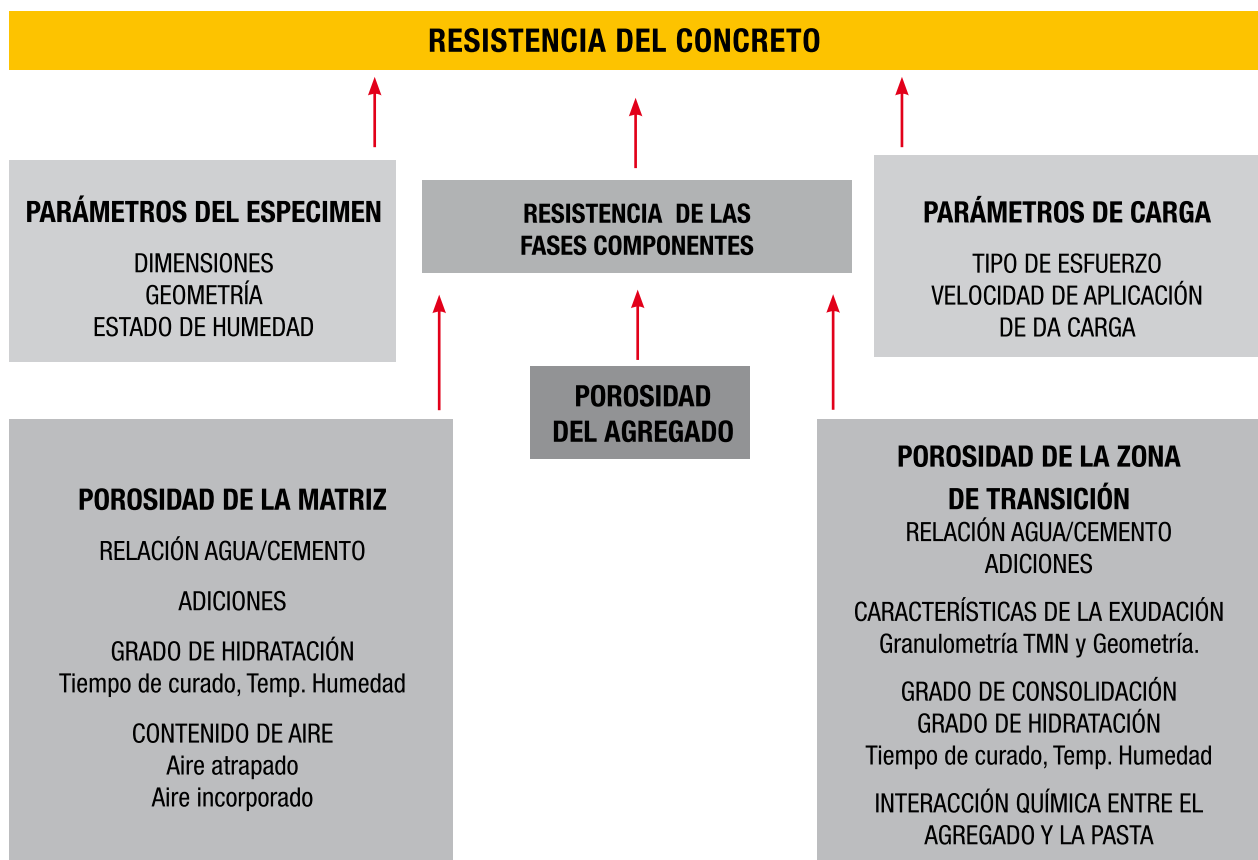 RESISTENCIA DEL CONCRETO
PARÁMETROS DEL ESPECIMEN
DIMENSIONES
GEOMETRÍA
ESTADO DE HUMEDAD
RESISTENCIA DE LAS
FASES COMPONENTES
PARÁMETROS DE CARGA
TIPO DE ESFUERZO
VELOCIDAD DE APLICACIÓN
DE DA CARGA
POROSIDAD DE LA MATRIZ
RELACIÓN AGUA/CEMENTO
ADICIONES
GRADO DE HIDRATACIÓN
Tiempo de curado, Temp. Humedad
CONTENIDO DE AIRE
Aire atrapado
Aire incorporado
POROSIDAD
DEL AGREGADO
POROSIDAD DE LA ZONA
DE TRANSICIÓN
RELACIÓN AGUA/CEMENTO
ADICIONES
CARACTERÍSTICAS DE LA EXUDACIÓN
Granulometría TMN y Geometría.
GRADO DE CONSOLIDACIÓN
GRADO DE HIDRATACIÓN
Tiempo de curado, Temp. Humedad
INTERACCIÓN QUÍMICA ENTRE EL
AGREGADO Y LA PASTA